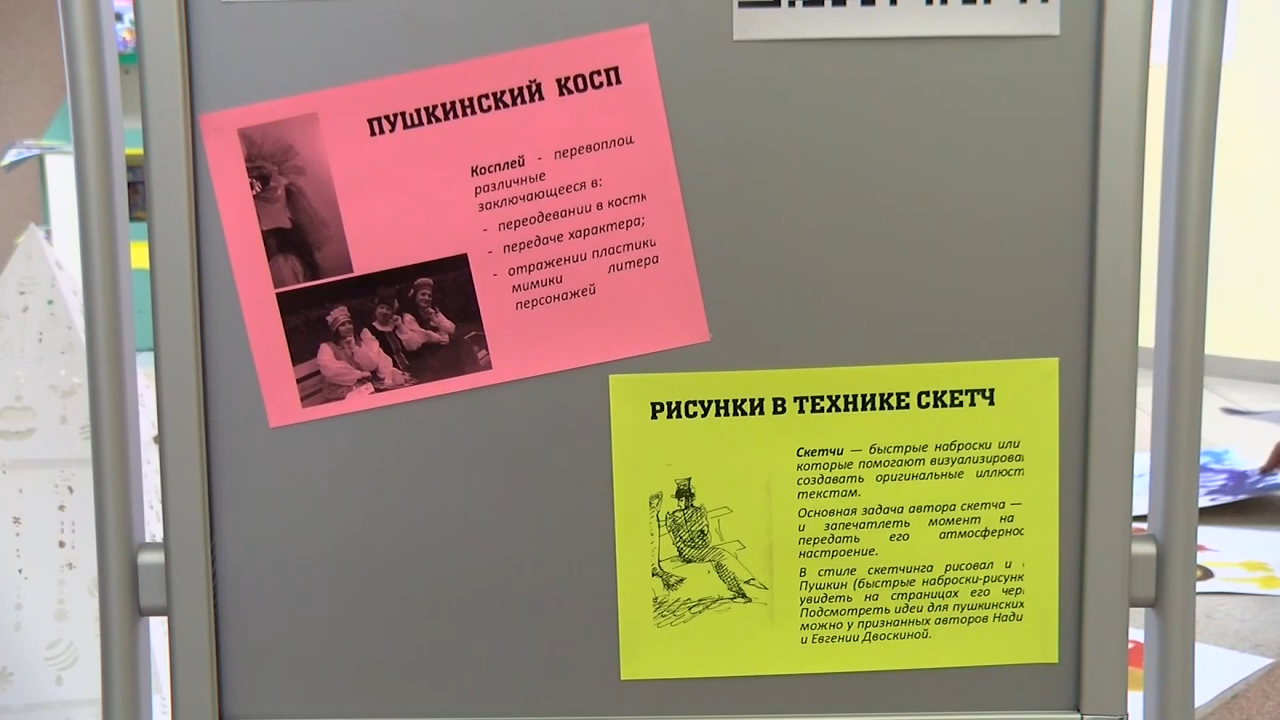 ПУШКИНСКИЙ КОСП
Косплей - перевоплощ
различные
заключающееся в:
- переодевании в костю
- передаче характера;
- отражении пластики
мимики литера
персонажей
РИСУНКИ В ТЕХНИКЕ СКЕТЧ
Скетчи — быстрые наброски или
которые помогают визуализирова
создавать оригинальные иллюст
текстам.
Основная задача автора скетча —
и запечатлеть момент на
передать его атмосфернос
настроение.
В стиле скетчинга рисовал и
Пушкин (быстрые наброски-рисунк
увидеть на страницах его чер
Подсмотреть идеи для пушкинских
можно у признанных авторов Нади
и Евгении Двоскиной.